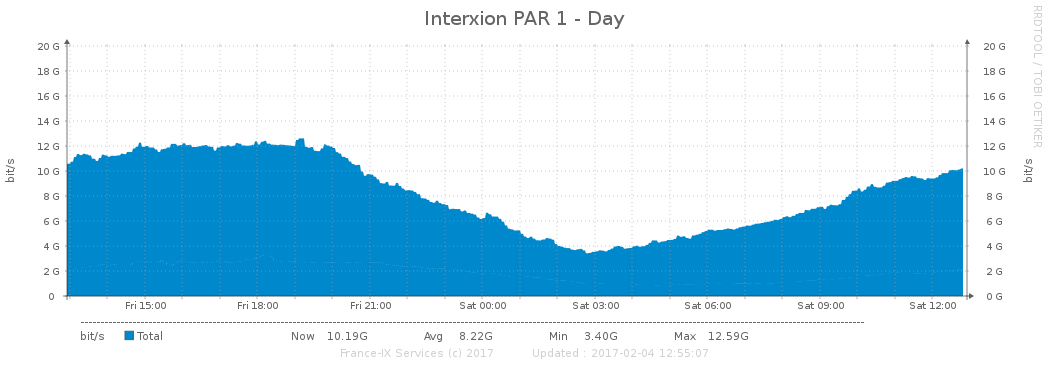 Interxion PAR 1 - Day
RRDTOOL / TOBI OETIKER
20 G 20 G
18 G 18 G
16 G 16 G
14 G 14 G
12 G 12 G
10 G 10 G
8 G 8 G
6 G 6 G
4 G 4 G
2 G 2 G
0 0 G
bit/s bit/s
Fri 15:00 Fri 18:00 Fri 21:00 Sat 00:00 Sat 03:00 Sat 06:00 Sat 09:00 Sat 12:00
bit/s Total Now 10.19G Avg 8.22G Min 3.40G Max 12.59G
France-IX Services (c) 2017 Updated : 2017-02-04 12:55:07